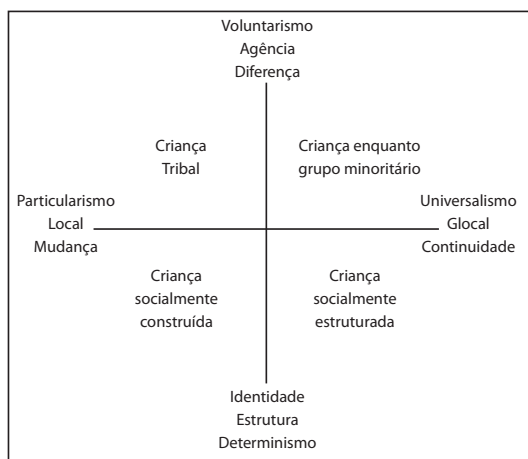 Voluntarismo
Agência
Diferença
Criança
Tribal
Criança enquanto
grupo minoritário
Particularismo
Local
Mudança
Universalismo
Glocal
Continuidade
Criança
socialmente
construída
Criança
socialmente
estruturada
Identidade
Estrutura
Determinismo